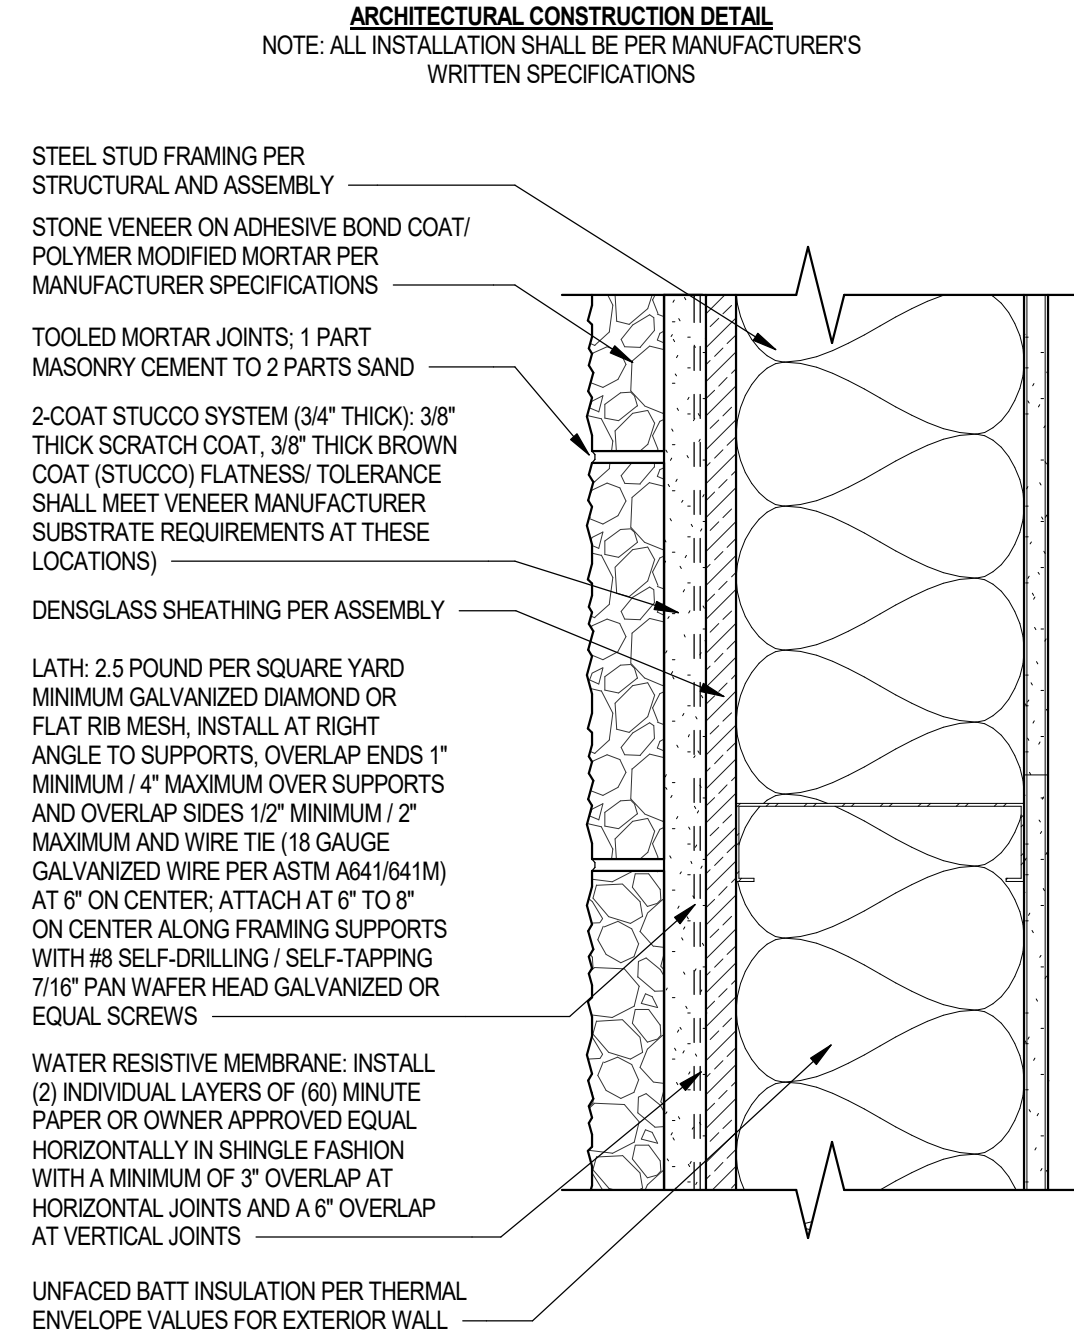 ARCHITECTURAL CONSTRUCTION DETAIL
NOTE: ALL INSTALLATION SHALL BE PER MANUFACTURER'S
WRITTEN SPECIFICATIONS
STEEL STUD FRAMING PER
STRUCTURAL AND ASSEMBLY
STONE VENEER ON ADHESIVE BOND COAT/
POLYMER MODIFIED MORTAR PER
MANUFACTURER SPECIFICATIONS
TOOLED MORTAR JOINTS; 1 PART
MASONRY CEMENT TO 2 PARTS SAND
2-COAT STUCCO SYSTEM (3/4" THICK): 3/8"
THICK SCRATCH COAT, 3/8" THICK BROWN
COAT (STUCCO) FLATNESS/ TOLERANCE
SHALL MEET VENEER MANUFACTURER
SUBSTRATE REQUIREMENTS AT THESE
LOCATIONS)
DENSGLASS SHEATHING PER ASSEMBLY
LATH: 2.5 POUND PER SQUARE YARD
MINIMUM GALVANIZED DIAMOND OR
FLAT RIB MESH, INSTALL AT RIGHT
ANGLE TO SUPPORTS, OVERLAP ENDS 1"
MINIMUM / 4" MAXIMUM OVER SUPPORTS
AND OVERLAP SIDES 1/2" MINIMUM / 2"
MAXIMUM AND WIRE TIE (18 GAUGE
GALVANIZED WIRE PER ASTM A641/641M)
AT 6" ON CENTER; ATTACH AT 6" TO 8"
ON CENTER ALONG FRAMING SUPPORTS
WITH #8 SELF-DRILLING / SELF-TAPPING
7/16" PAN WAFER HEAD GALVANIZED OR
EQUAL SCREWS
WATER RESISTIVE MEMBRANE: INSTALL
(2) INDIVIDUAL LAYERS OF (60) MINUTE
PAPER OR OWNER APPROVED EQUAL
HORIZONTALLY IN SHINGLE FASHION
WITH A MINIMUM OF 3" OVERLAP AT
HORIZONTAL JOINTS AND A 6" OVERLAP
AT VERTICAL JOINTS
UNFACED BATT INSULATION PER THERMAL
ENVELOPE VALUES FOR EXTERIOR WALL